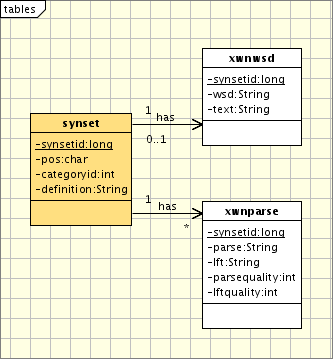 tables
xwnwsd
-synsetid:long
-wsd:String
-text:String
1
has
0..1
synset
-synsetid:long
-pos:char
-categoryid:int
-definition:String
1
has
*
xwnparse
-synsetid:long
-parse:String
-lft:String
-parsequality:int
-lftquality:int